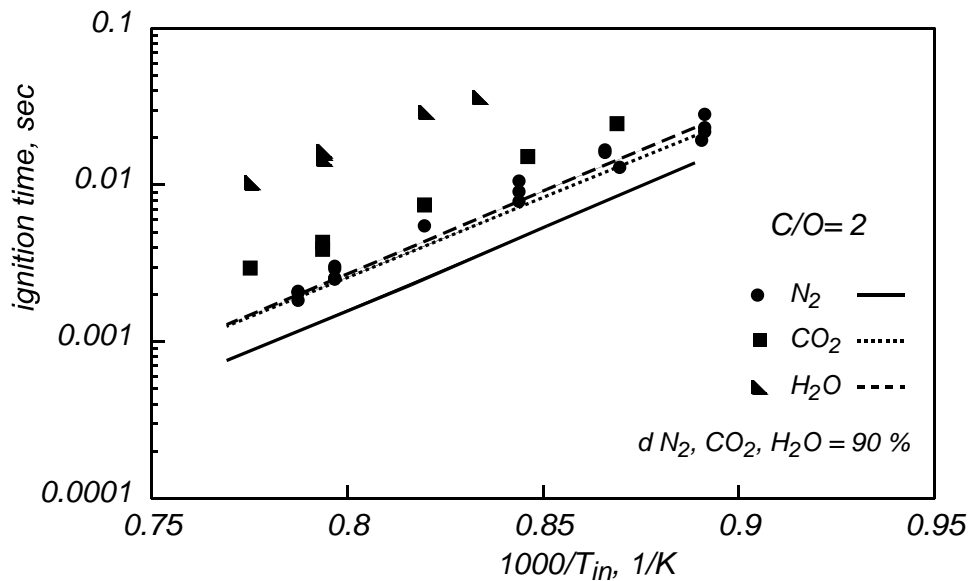 0.1
0.01
0.001
0.0001
ignition time, sec
C/O= 2
N2
CO2
H2O
d N2, CO2, H2O = 90 %
0.75 0.8 0.85 0.9 0.95
1000/Tin, 1/K